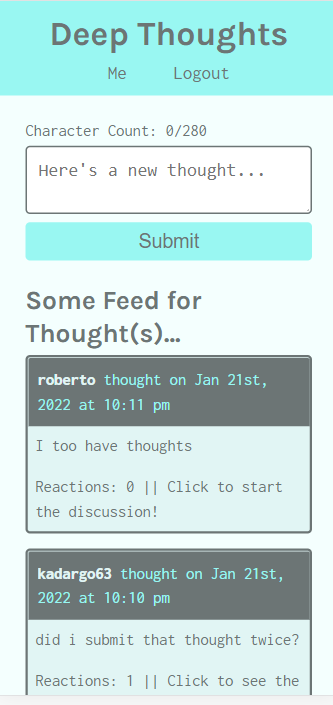 Deep Thoughts
Me Logout
Character Count: 0/280
Here's a new thought...
Submit
Some Feed for
Thought(s)...
roberto thought on Jan 21st,
2022 at 10:11 pm
I too have thoughts
Reactions: 0 || Click to start
the discussion!
kadargo63 thought on Jan 21st,
2022 at 10:10 pm
did i submit that thought twice?
Reactions: 1 || Click to see the